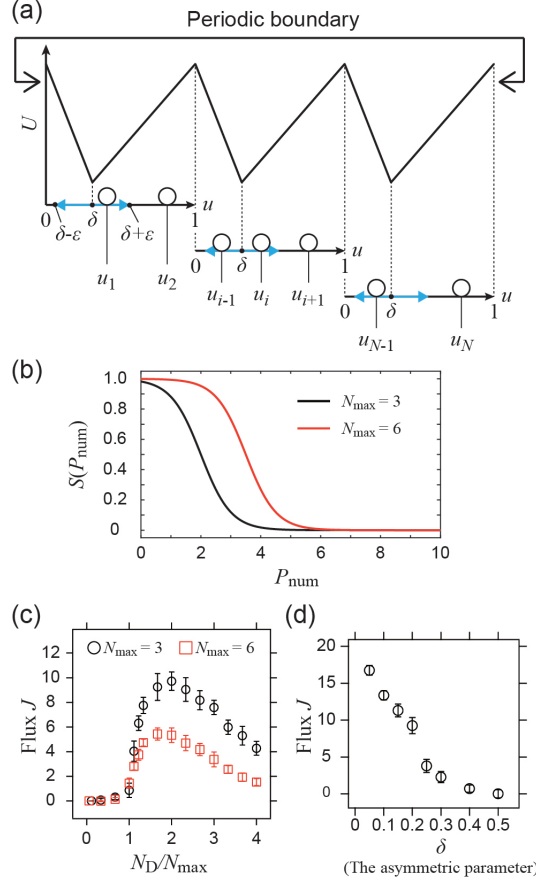 (a)
Periodic boundary
U
0 δ-ε δ δ+ε 1 u
u1 u2
0 δ 1 u
ui-1 ui ui+1
0 δ 1
uN-1 uN
(b)
1.0
0.8
0.6
0.4
0.2
0
S(Pnum)
Nmax = 3
Nmax = 6
0 2 4 6 8 10
Pnum
(c)
Nmax = 3 Nmax = 6
12
10
8
6
4
2
0
Flux J
0 1 2 3 4
ND/Nmax
(d)
20
15
10
5
0
Flux J
0.1 0.2 0.3 0.4 0.5
δ
(The asymmetric parameter)